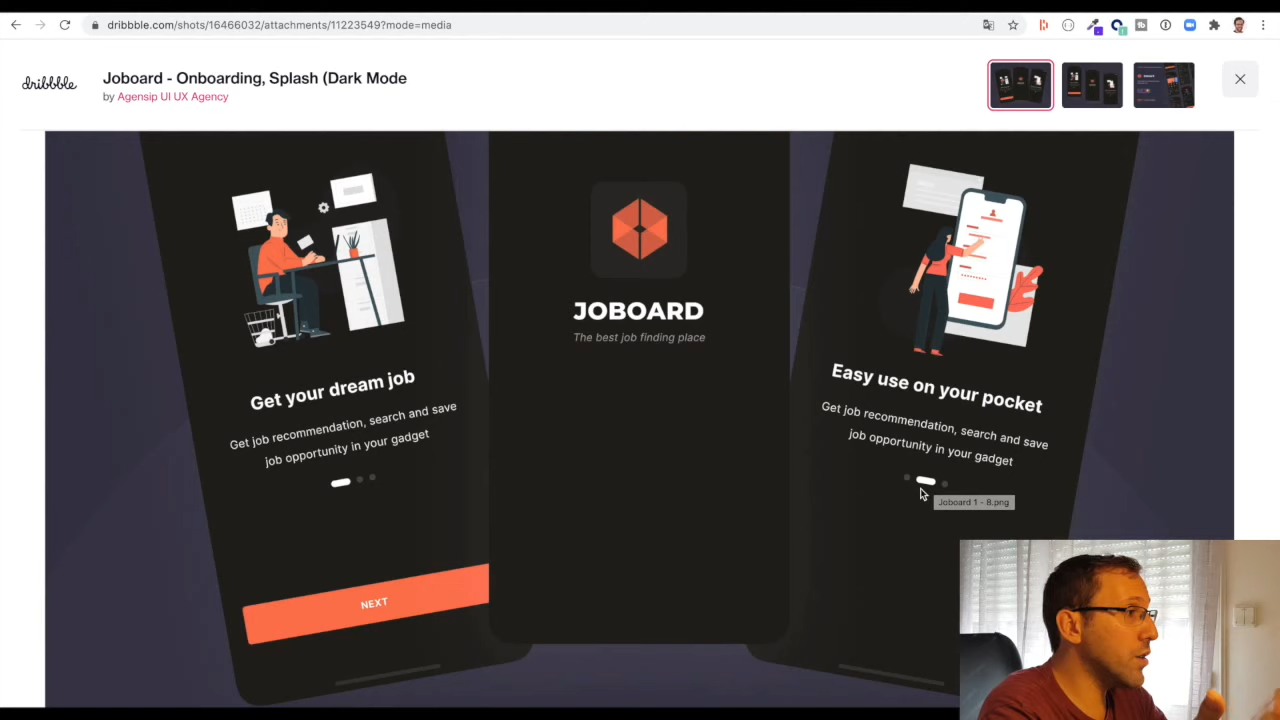 dribbble.com/shots/16466032/attachments/11223549?mode=media
dribbble
Joboard - Onboarding, Splash (Dark Mode
by Agensip UI UX Agency
Get your dream job
Get job recommendation, search and save
job opportunity in your gadget
NEXT
JOBOARD
The best job finding place
Easy use on your pocket
Get job recommendation, search and save
job opportunity in your gadget
Joboard 1 - 8.png